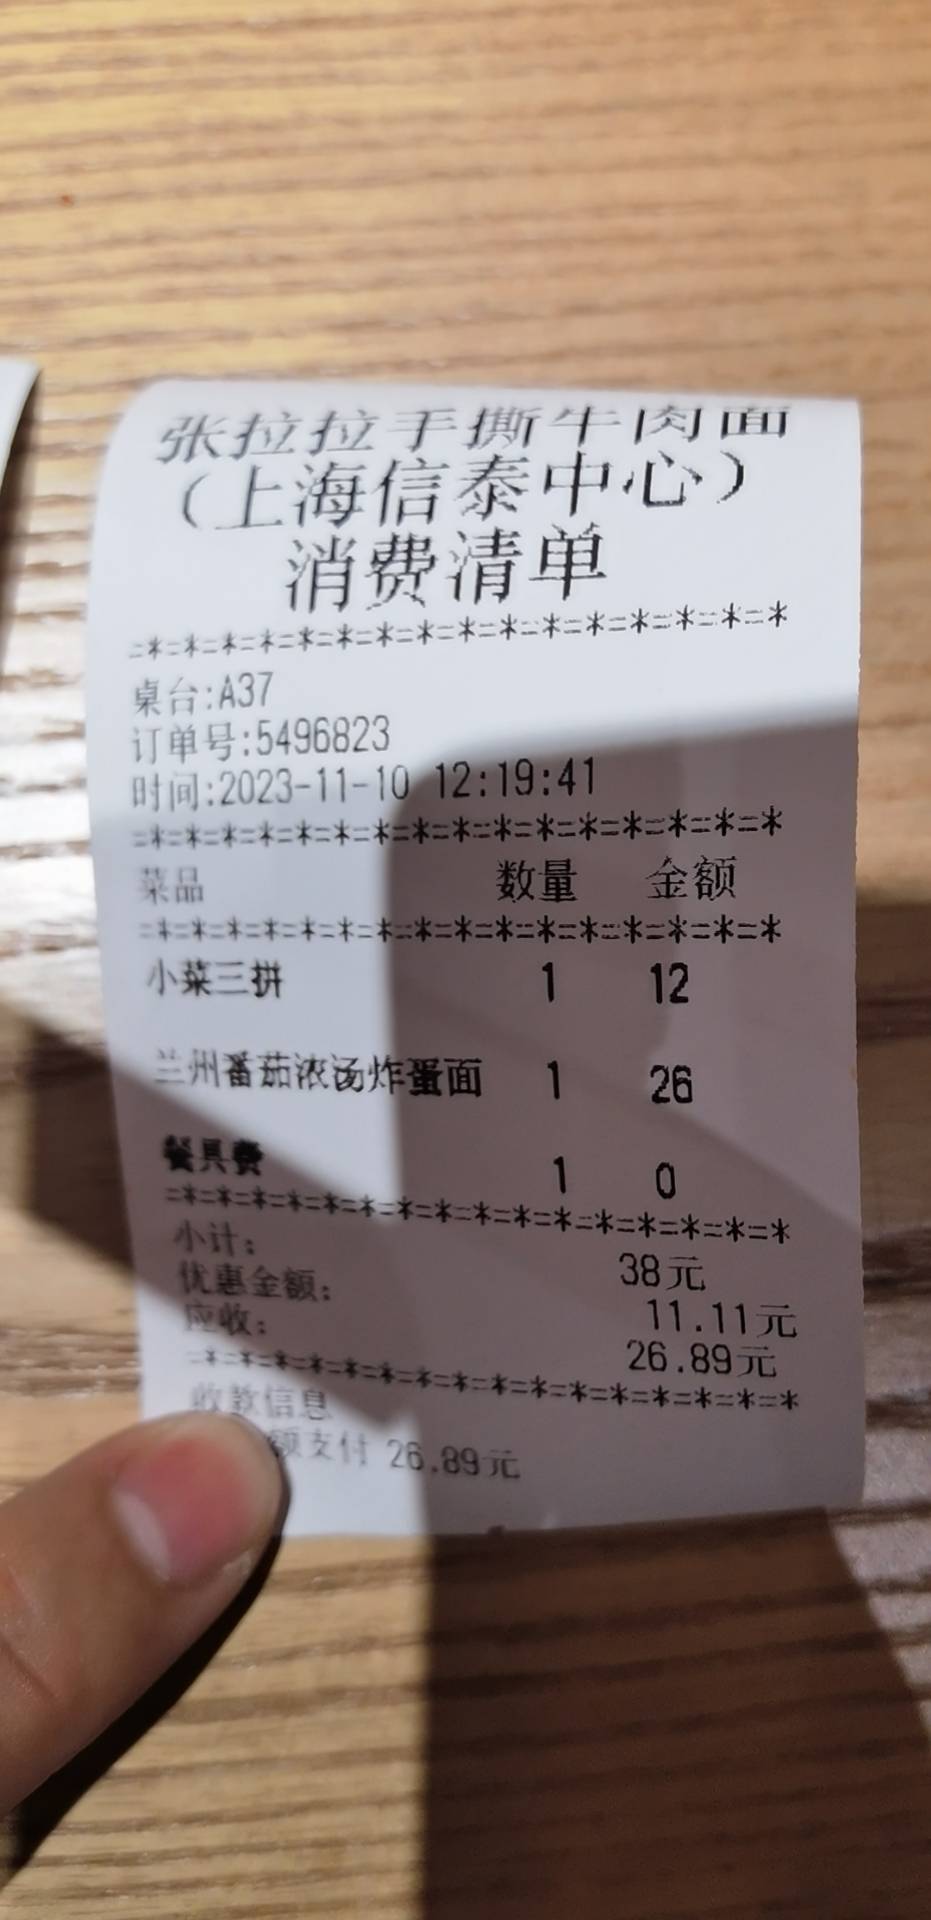 张拉拉手撕牛肉面
（上海信泰中心）
消费清单
=*=*=*=*=*=*=*=*=*=*=*=*=*=*=*=*
桌台:A37
订单号:5496823
时间:2023-11-10 12:19:41
=*=*=*=*=*=*=*=*=*=*=*=*=*=*=*=*
菜品 数量 金额
=*=*=*=*=*=*=*=*=*=*=*=*=*=*=*=*
小菜三拼 1 12
兰州番茄浓汤炸蛋面 1 26
餐具费 1 0
=*=*=*=*=*=*=*=*=*=*=*=*=*=*=*=*
小计: 38元
优惠金额: 11.11元
应收: 26.89元
=*=*=*=*=*=*=*=*=*=*=*=*=*=*=*=*
收款信息
额支付 26.89元